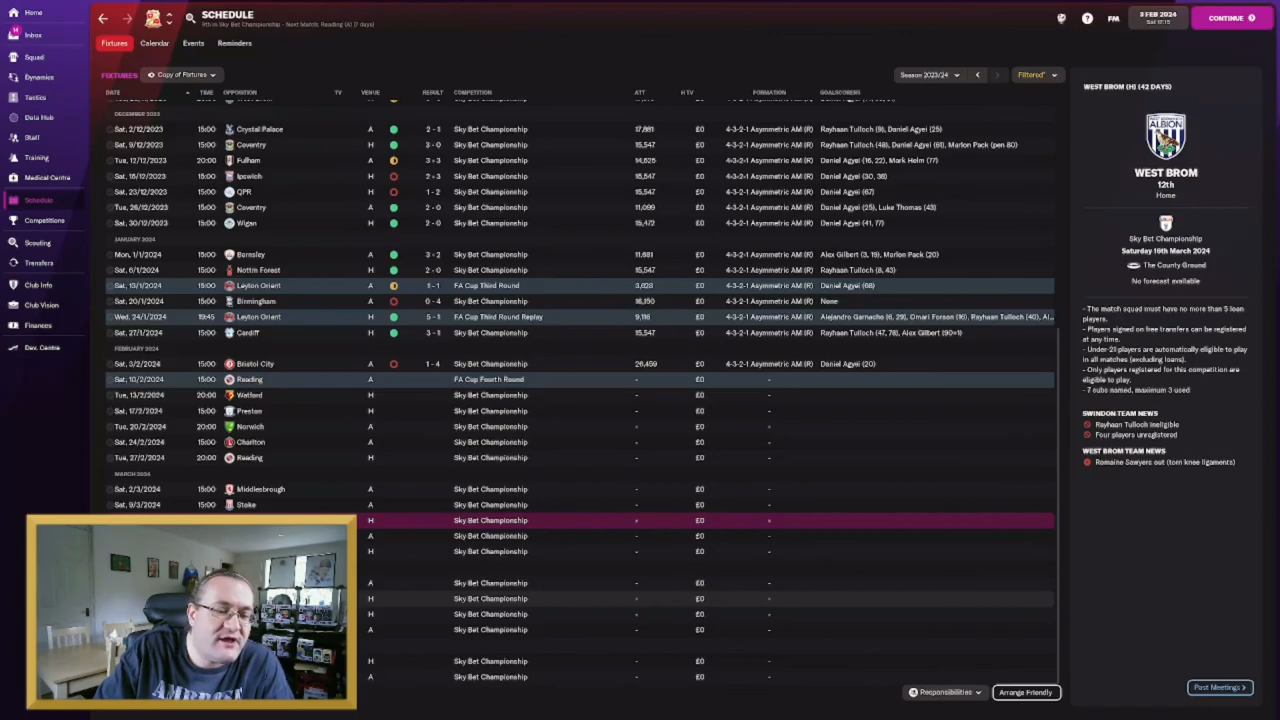 Home
SCHEDULE
9th in Sky Bet Championship - Next Match: Reading (A) (7 days)
FM
3 FEB 2024
Sat 17:15
CONTINUE
Inbox
Squad
Dynamics
Tactics
Data Hub
Staff
Training
Medical Centre
Schedule
Competitions
Scouting
Transfers
Club Info
Club Vision
Finances
Dev. Centre
Fixtures Calendar Events Reminders
FIXTURES Copy of Fixtures Season 2023/24 Filtered*
DATE TIME OPPOSITION TV VENUE RESULT COMPETITION ATT H TV FORMATION GOALSCORERS
DECEMBER 2023
Sat, 2/12/2023 15:00 Crystal Palace A 2 - 1 Sky Bet Championship 17,881 £0 4-3-2-1 Asymmetric AM (R) Rayhaan Tulloch (9), Daniel Agyei (25)
Sat, 9/12/2023 15:00 Coventry H 3 - 0 Sky Bet Championship 15,547 £0 4-3-2-1 Asymmetric AM (R) Rayhaan Tulloch (48), Daniel Agyei (61), Marlon Pack (pen 80)
Tue, 12/12/2023 20:00 Fulham A 3 - 3 Sky Bet Championship 14,625 £0 4-3-2-1 Asymmetric AM (R) Daniel Agyei (16, 22), Mark Helm (77)
Sat, 16/12/2023 15:00 Ipswich H 2 - 3 Sky Bet Championship 15,547 £0 4-3-2-1 Asymmetric AM (R) Daniel Agyei (30, 38)
Sat, 23/12/2023 15:00 QPR H 1 - 2 Sky Bet Championship 15,547 £0 4-3-2-1 Asymmetric AM (R) Daniel Agyei (67)
Tue, 26/12/2023 15:00 Coventry A 2 - 0 Sky Bet Championship 11,099 £0 4-3-2-1 Asymmetric AM (R) Daniel Agyei (25), Luke Thomas (43)
Sat, 30/12/2023 15:00 Wigan H 2 - 0 Sky Bet Championship 15,472 £0 4-3-2-1 Asymmetric AM (R) Daniel Agyei (41, 77)
JANUARY 2024
Mon, 1/1/2024 15:00 Barnsley A 3 - 2 Sky Bet Championship 11,681 £0 4-3-2-1 Asymmetric AM (R) Alex Gilbert (3, 19), Marlon Pack (20)
Sat, 6/1/2024 15:00 Nottm Forest H 2 - 0 Sky Bet Championship 15,547 £0 4-3-2-1 Asymmetric AM (R) Rayhaan Tulloch (8, 43)
Sat, 13/1/2024 15:00 Leyton Orient A 1 - 1 FA Cup Third Round 3,623 £0 4-3-2-1 Asymmetric AM (R) Daniel Agyei (68)
Sat, 20/1/2024 15:00 Birmingham A 0 - 4 Sky Bet Championship 16,150 £0 4-3-2-1 Asymmetric AM (R) None
Wed, 24/1/2024 19:45 Leyton Orient H 5 - 1 FA Cup Third Round Replay 9,116 £0 4-3-2-1 Asymmetric AM (R) Alejandro Garnacho (6, 29), Omari Forson (16), Rayhaan Tulloch (40), Al...
Sat, 27/1/2024 15:00 Cardiff H 3 - 1 Sky Bet Championship 15,547 £0 4-3-2-1 Asymmetric AM (R) Rayhaan Tulloch (47, 78), Alex Gilbert (90+1)
FEBRUARY 2024
Sat, 3/2/2024 15:00 Bristol City A 1 - 4 Sky Bet Championship 26,459 £0 4-3-2-1 Asymmetric AM (R) Daniel Agyei (20)
Sat, 10/2/2024 15:00 Reading A FA Cup Fourth Round - £0 -
Tue, 13/2/2024 20:00 Watford H Sky Bet Championship - £0 -
Sat, 17/2/2024 15:00 Preston H Sky Bet Championship - £0 -
Tue, 20/2/2024 20:00 Norwich A Sky Bet Championship - £0 -
Sat, 24/2/2024 15:00 Charlton A Sky Bet Championship - £0 -
Tue, 27/2/2024 20:00 Reading H Sky Bet Championship - £0 -
MARCH 2024
Sat, 2/3/2024 15:00 Middlesbrough A Sky Bet Championship - £0 -
Sat, 9/3/2024 15:00 Stoke A Sky Bet Championship - £0 -
H Sky Bet Championship - £0 -
A Sky Bet Championship - £0 -
H Sky Bet Championship - £0 -
A Sky Bet Championship - £0 -
H Sky Bet Championship - £0 -
H Sky Bet Championship - £0 -
A Sky Bet Championship - £0 -
H Sky Bet Championship - £0 -
A Sky Bet Championship - £0 -
Responsibilities Arrange Friendly
WEST BROM (H) (42 DAYS)
ALBION
WEST BROM
12th
Home
Sky Bet Championship
Saturday 16th March 2024
The County Ground
No forecast available
- The match squad must have no more than 5 loan
players.
- Players signed on free transfers can be registered
at any time.
- Under-21 players are automatically eligible to play
in all matches (excluding loans).
- Only players registered for this competition are
eligible to play.
- 7 subs named, maximum 3 used
SWINDON TEAM NEWS
Rayhaan Tulloch ineligible
Four players unregistered
WEST BROM TEAM NEWS
Romaine Sawyers out (torn knee ligaments)
Past Meetings >